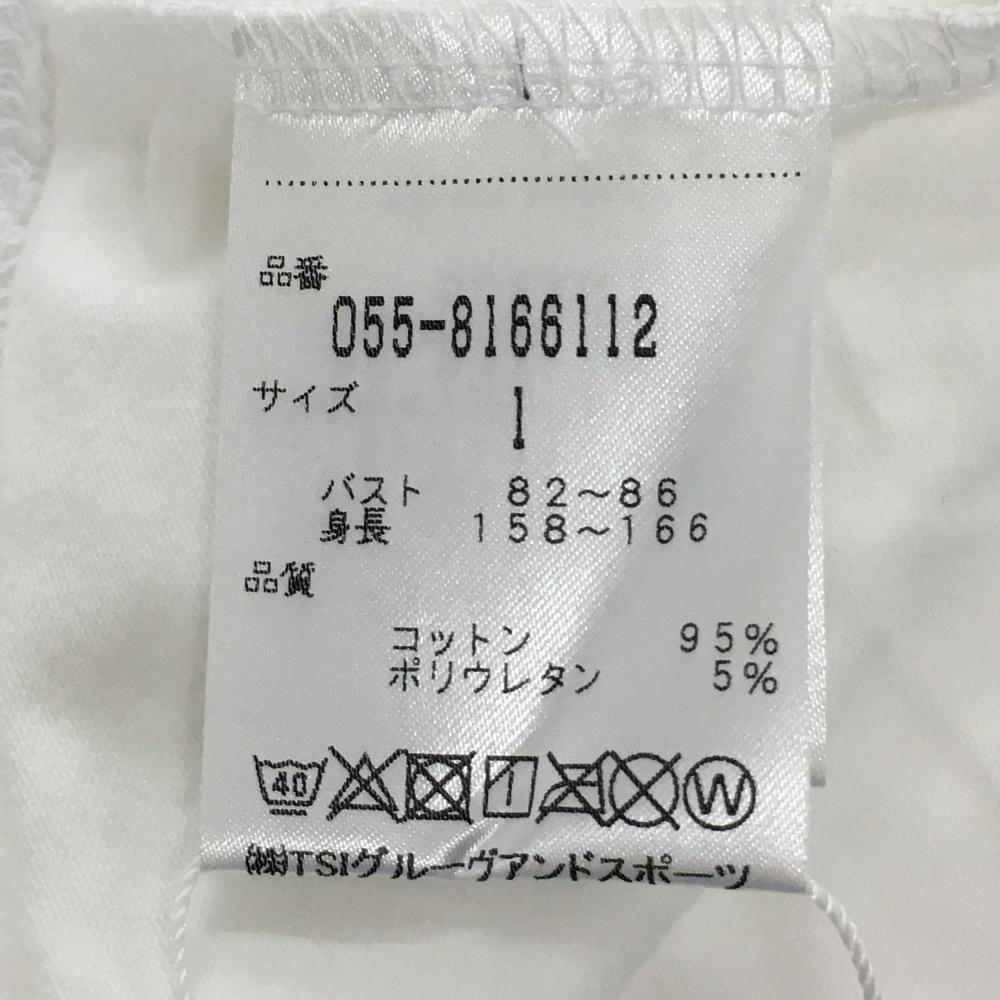 品番
055-8166112
サイズ
1
バスト 82～86
身長 158～166
品質
コットン 95%
ポリウレタン 5%
40 1 W
㈱TSIグルーヴアンドスポーツ